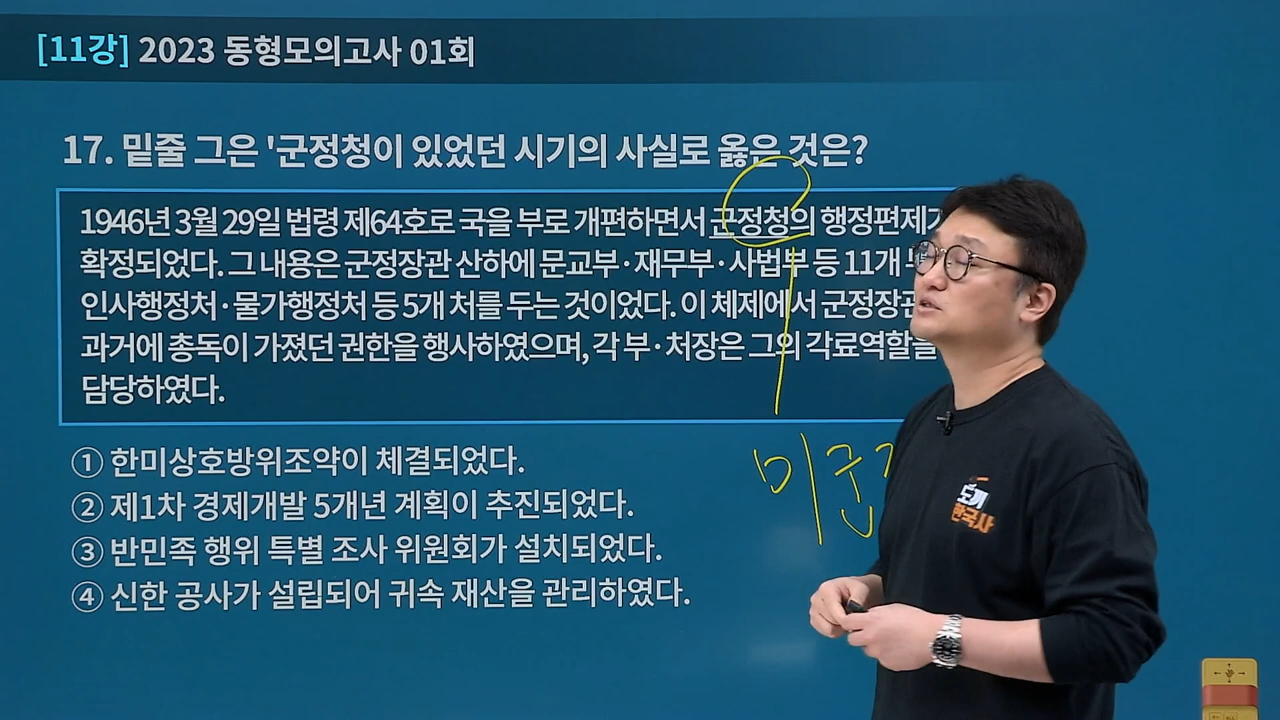 [11강] 2023 동형모의고사 01회
17. 밑줄 그은 '군정청이 있었던 시기의 사실로 옳은 것은?
1946년 3월 29일 법령 제64호로 국을 부로 개편하면서 군정청의 행정편제가
확정되었다. 그 내용은 군정장관 산하에 문교부·재무부·사법부 등 11개
인사행정처·물가행정처 등 5개 처를 두는 것이었다. 이 체제에서 군정장관
과거에 총독이 가졌던 권한을 행사하였으며, 각 부·처장은 그의 각료역할을
담당하였다.
미군
① 한미상호방위조약이 체결되었다.
② 제1차 경제개발 5개년 계획이 추진되었다.
③ 반민족 행위 특별 조사 위원회가 설치되었다.
④ 신한 공사가 설립되어 귀속 재산을 관리하였다.
한국사